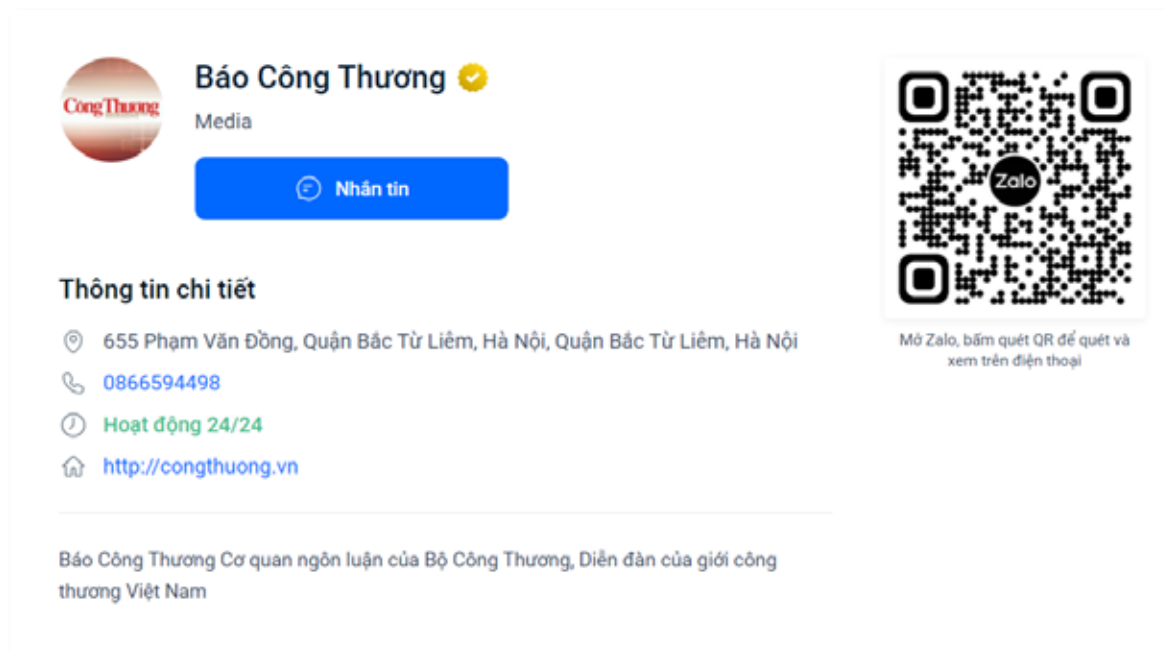 Báo Công Thương
Công Thương
Media
Nhắn tin
Thông tin chi tiết
655 Phạm Văn Đồng, Quận Bắc Từ Liêm, Hà Nội, Quận Bắc Từ Liêm, Hà Nội
0866594498
Hoạt động 24/24
http://congthuong.vn
Báo Công Thương Cơ quan ngôn luận của Bộ Công Thương, Diễn đàn của giới công
thương Việt Nam
Zalo
Mở Zalo, bấm quét QR để quét và
xem trên điện thoại